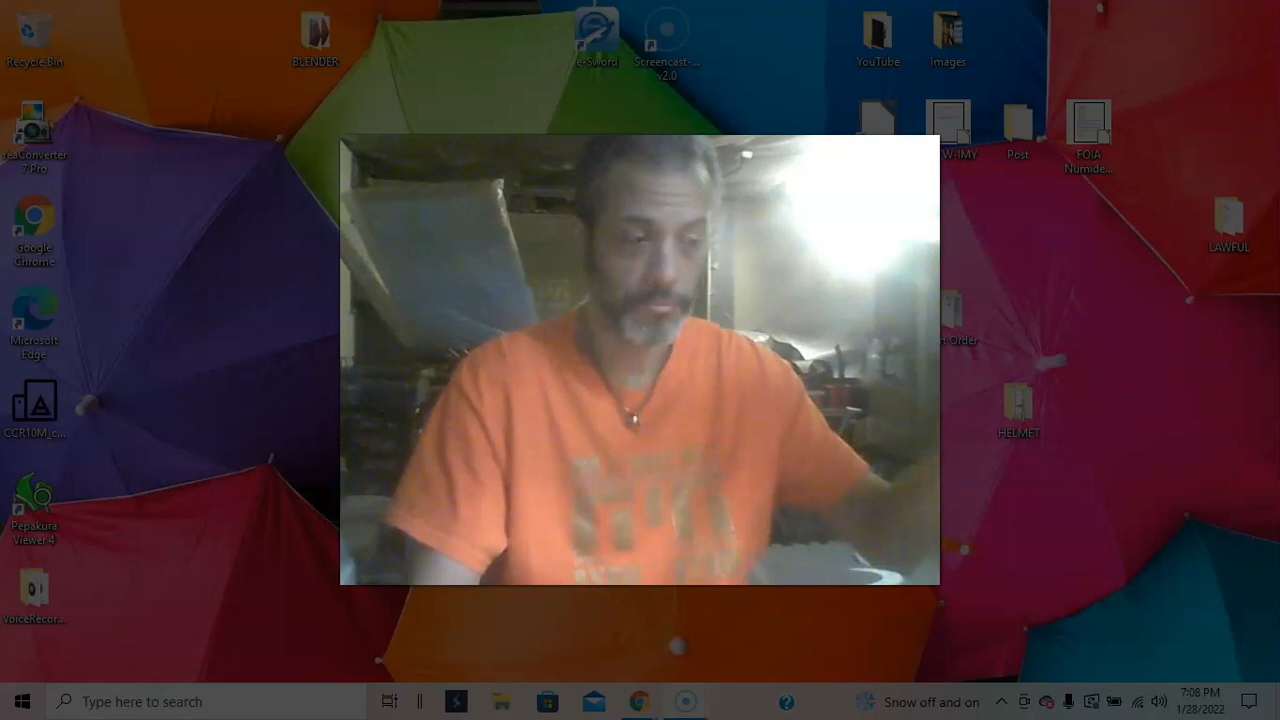 Recycle Bin
BLENDER
e-Sword
Screencast-...
v2.0
YouTube
Images
reaConverter
7 Pro
W-IMY
Post
FOIA
Numide...
Google
Chrome
LAWFUL
Microsoft
Edge
rt Order
CCR10M_c...
HELMET
Pepakura
Viewer 4
VoiceRecor...
Type here to search
Snow off and on
7:08 PM
1/28/2022